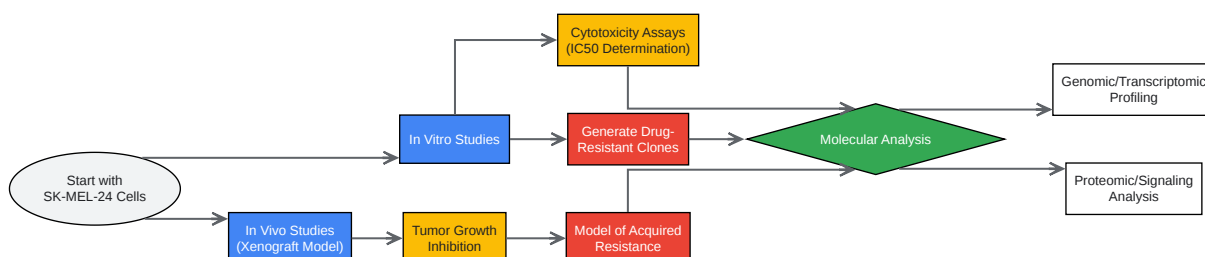 Cytotoxicity Assays
(IC50 Determination)
Genomic/Transcriptomic
Profiling
In Vitro Studies
Generate Drug-
Resistant Clones
Molecular Analysis
Start with
SK-MEL-24 Cells
Proteomic/Signaling
Analysis
In Vivo Studies
(Xenograft Model)
Tumor Growth
Inhibition
Model of Acquired
Resistance